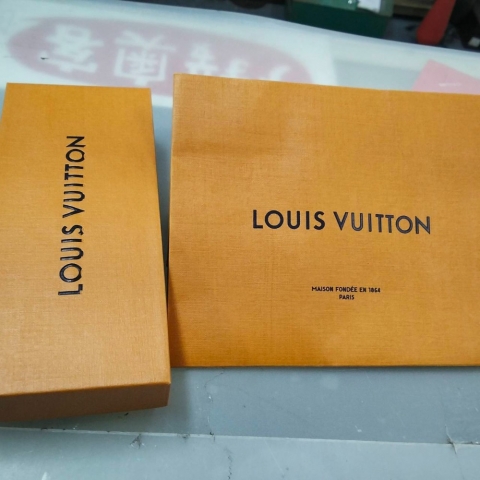 LOUIS VUITTON
LOUIS VUITTON
MAISON FONDÉE EN 1854
PARIS